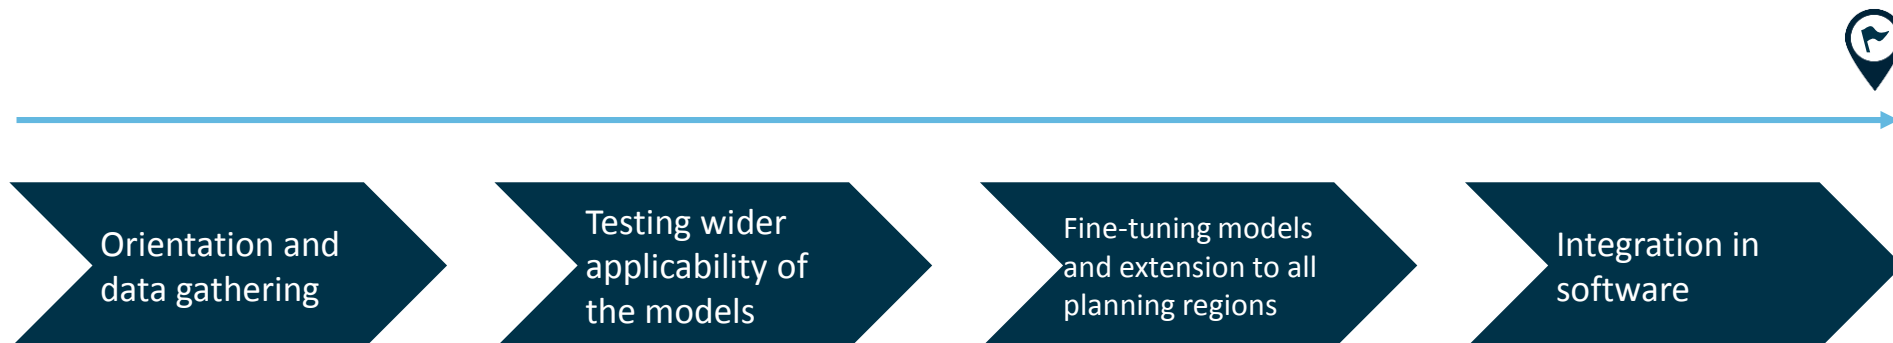 Orientation and
data gathering
Testing wider
applicability of
the models
Fine-tuning models
and extension to all
planning regions
Integration in
software